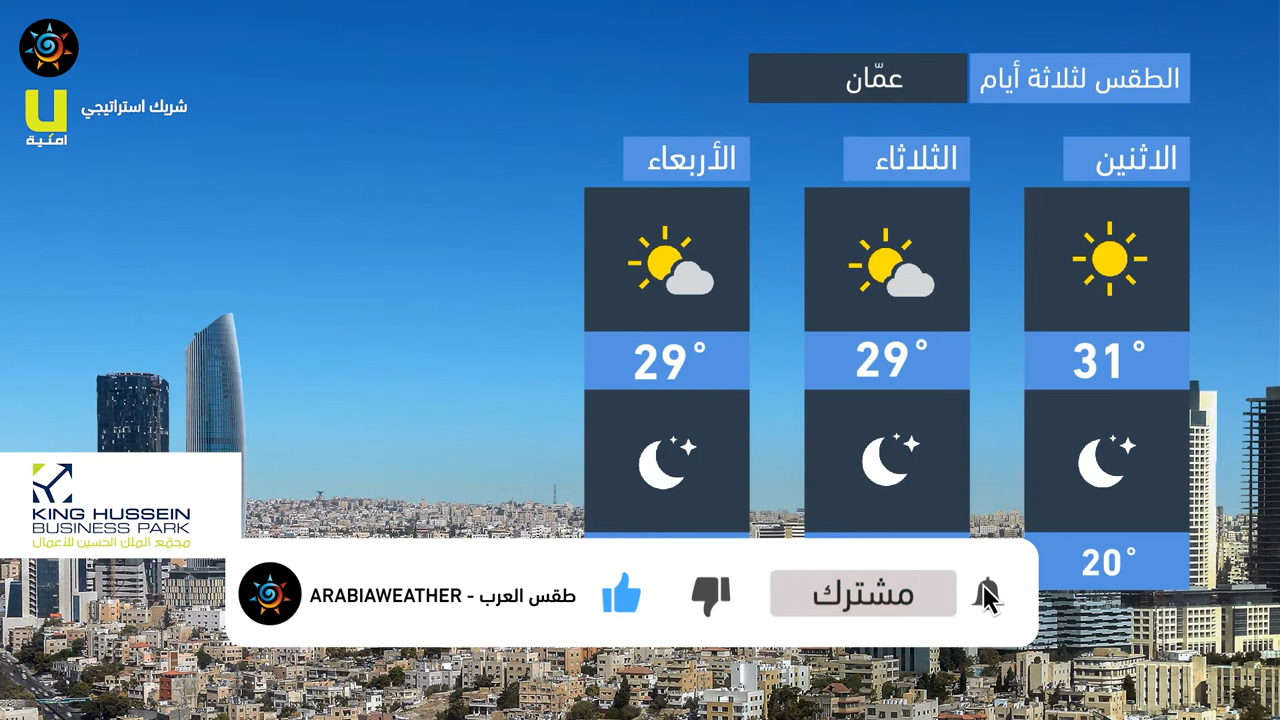 شريك استراتيجي
امنية
الطقس لثلاثة أيام
عمّان
الاثنين
الثلاثاء
الأربعاء
31°
29°
29°
20°
KING HUSSEIN
BUSINESS PARK
مجمّع الملك الحسين للأعمال
ARABIAWEATHER - طقس العرب
مشترك